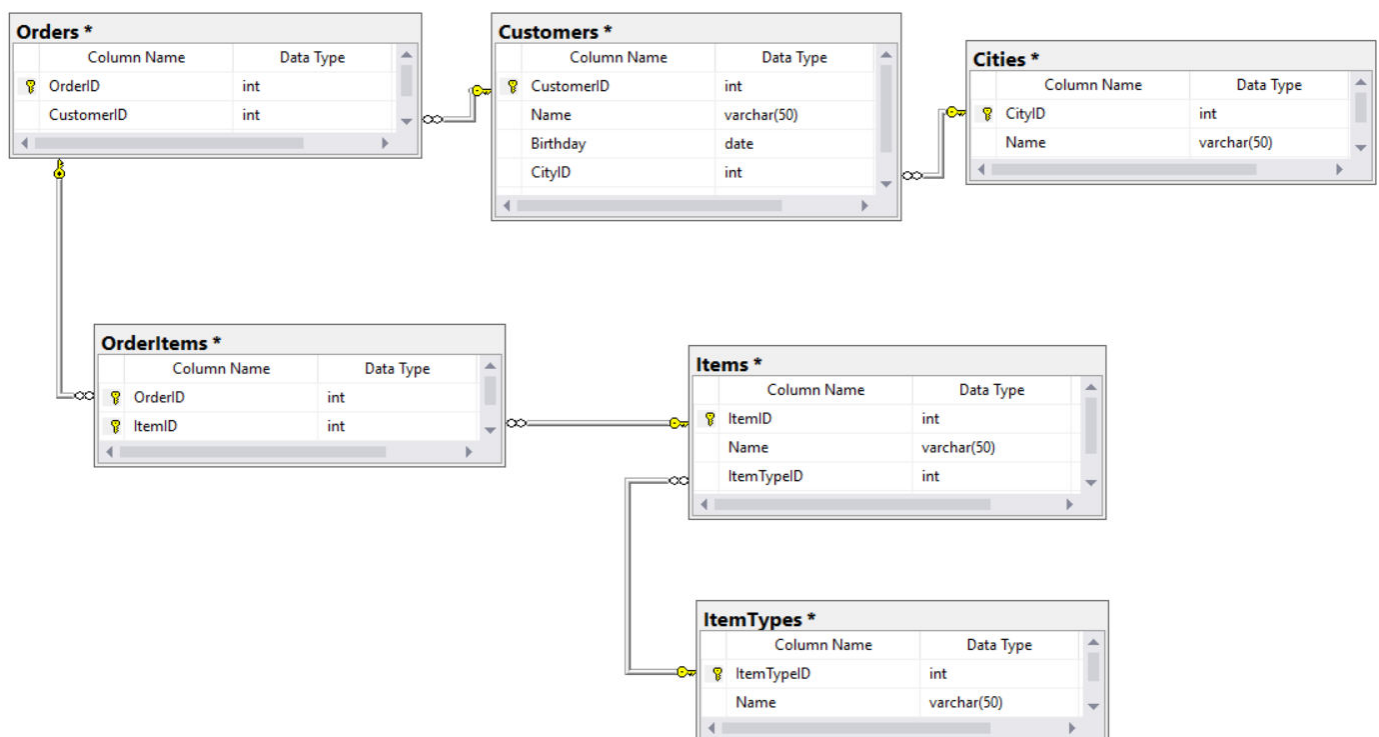 Orders *
Column Name Data Type
OrderID int
CustomerID int
Customers *
Column Name Data Type
CustomerID int
Name varchar(50)
Birthday date
CityID int
Cities *
Column Name Data Type
CityID int
Name varchar(50)
OrderItems *
Column Name Data Type
OrderID int
ItemID int
Items *
Column Name Data Type
ItemID int
Name varchar(50)
ItemTypeID int
ItemTypes *
Column Name Data Type
ItemTypeID int
Name varchar(50)